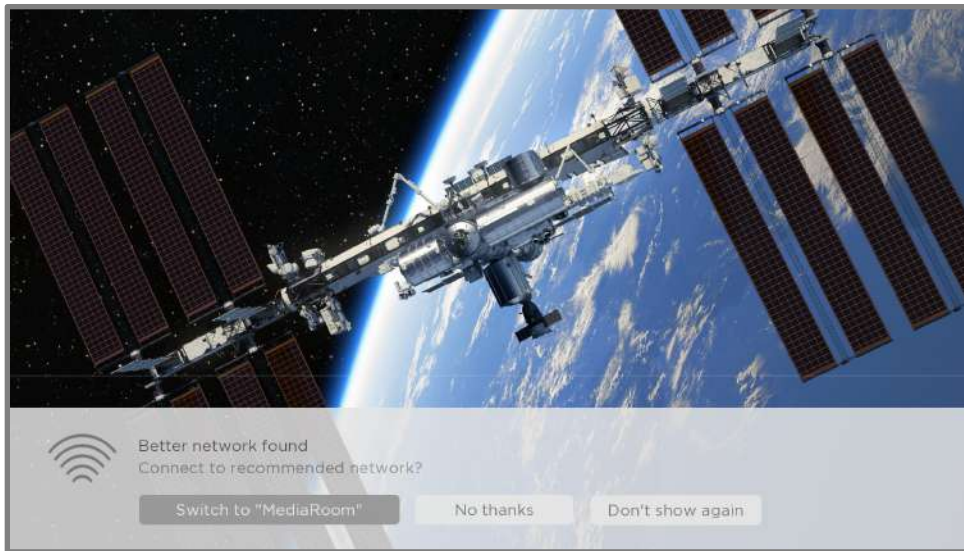 Better network found
Connect to recommended network?
Switch to "MediaRoom"
No thanks
Don't show again